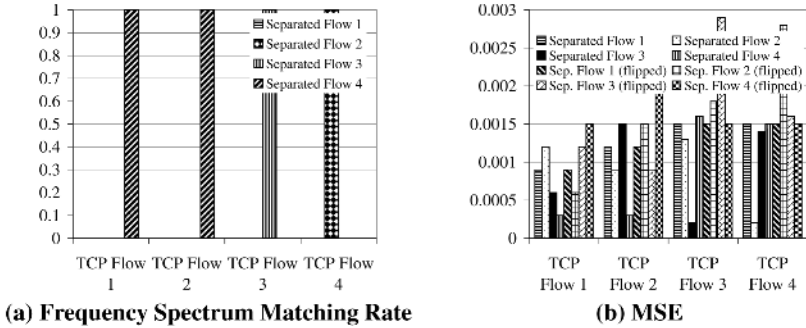 1
0.9
0.8
0.7
0.6
0.5
0.4
0.3
0.2
0.1
0
Separated Flow 1
Separated Flow 2
Separated Flow 3
Separated Flow 4
TCP Flow TCP Flow TCP Flow TCP Flow
1 2 3 4
(a) Frequency Spectrum Matching Rate
0.003
0.0025
0.002
0.0015
0.001
0.0005
0
Separated Flow 1 Separated Flow 2
Separated Flow 3 Separated Flow 4
Sep. Flow 1 (flipped) Sep. Flow 2 (flipped)
Sep. Flow 3 (flipped) Sep. Flow 4 (flipped)
TCP TCP TCP TCP
Flow 1 Flow 2 Flow 3 Flow 4
(b) MSE